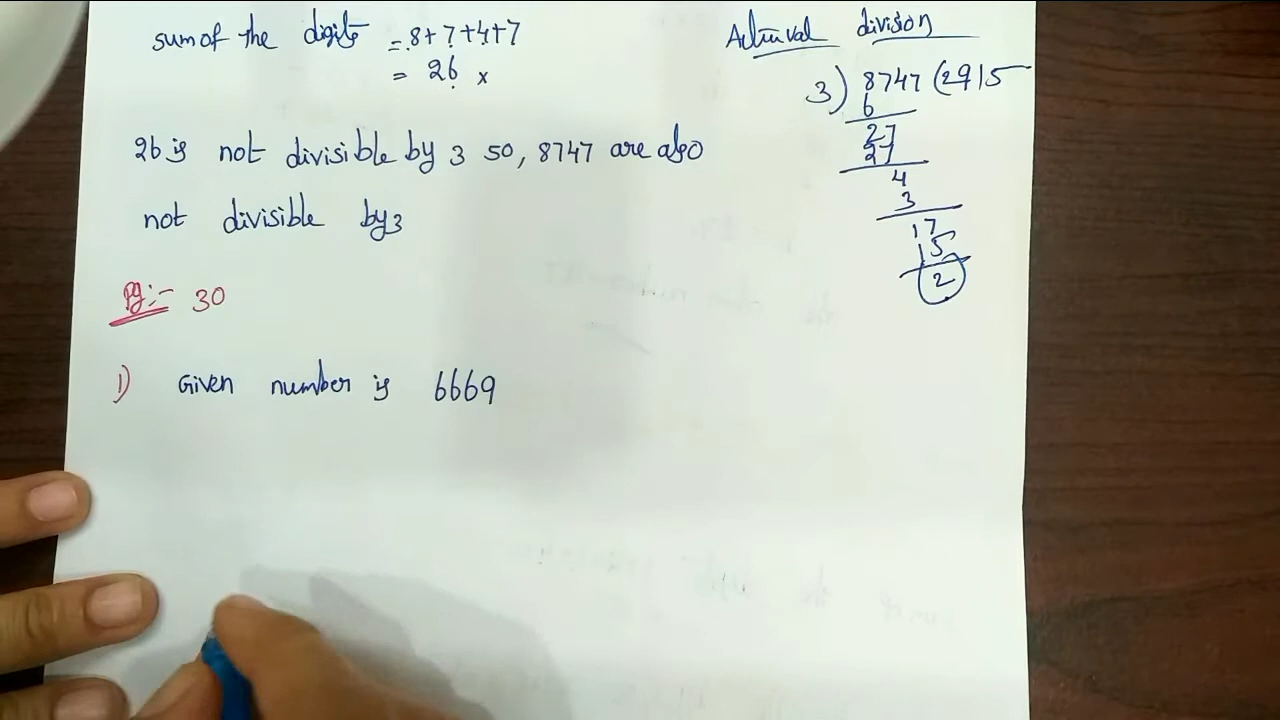 sum of the digits = 8+7+4+7
= 26 x
26 is not divisible by 3 so, 8747 are also
not divisible by 3
Pg:- 30
1) Given number is 6669
Actuval division
3) 8747 (2915
6
27
27
4
3
17
15
2